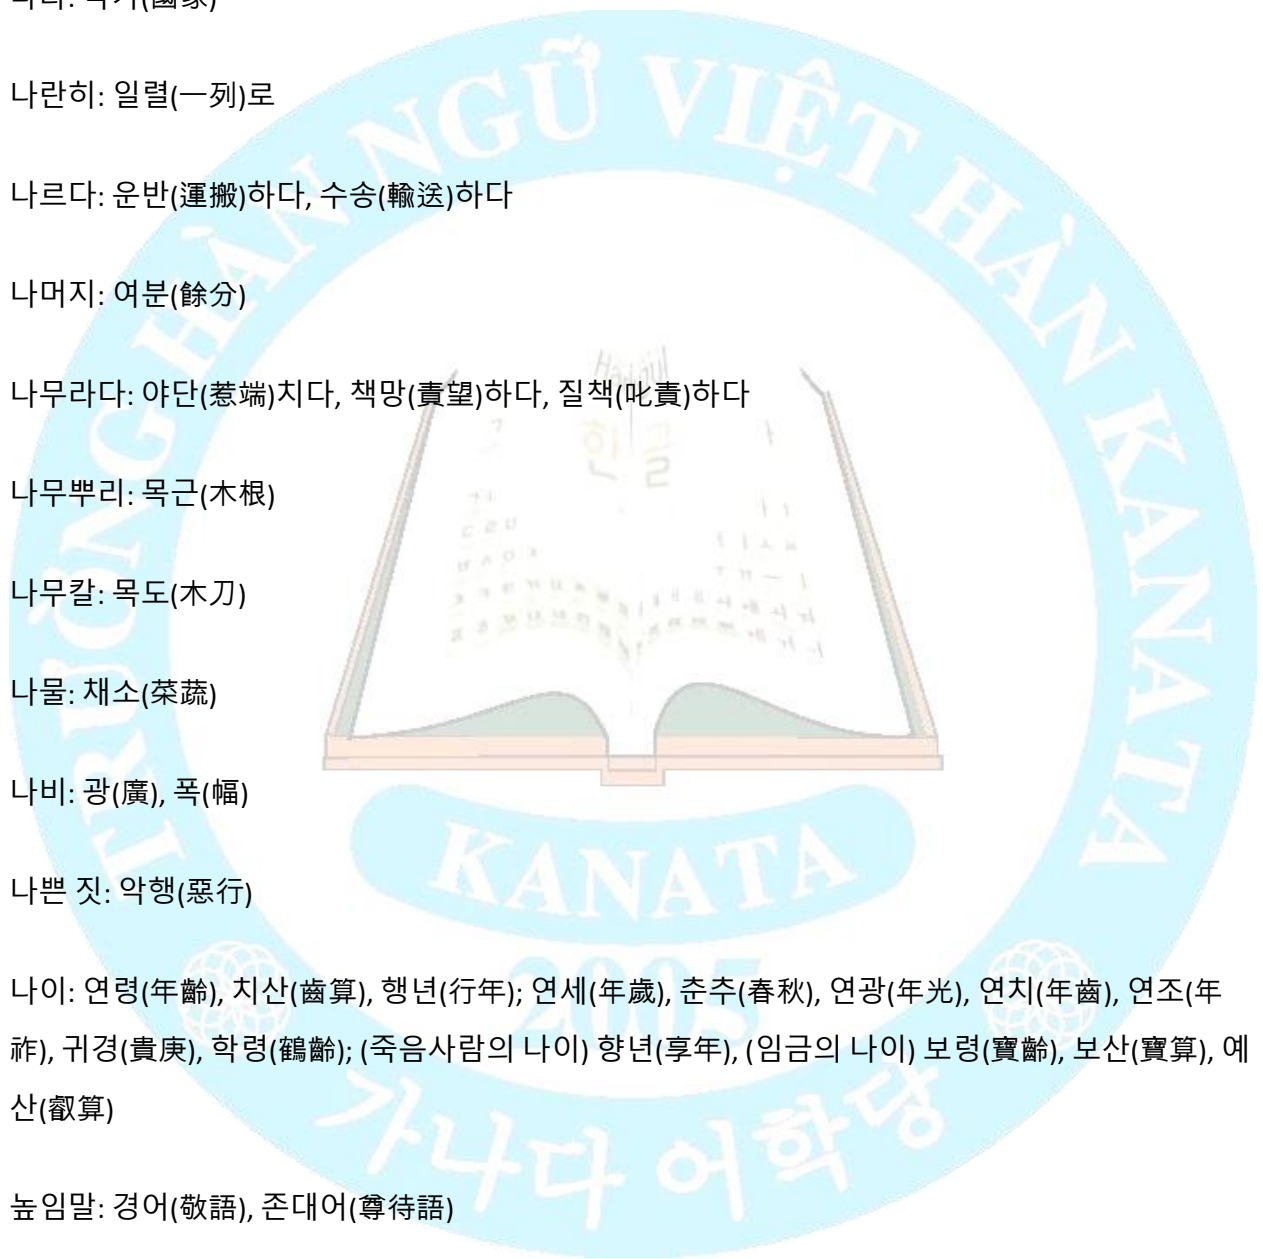 나라: 국가(國家)
나란히: 일렬(一列)로
나르다: 운반(運搬)하다, 수송(輸送)하다
나머지: 여분(餘分)
나무라다: 야단(惹端)치다, 책망(責望)하다, 질책(叱責)하다
나무뿌리: 목근(木根)
나무칼: 목도(木刀)
나물: 채소(菜蔬)
나비: 광(廣), 폭(幅)
나쁜 짓: 악행(惡行)
나이: 연령(年齡), 치산(齒算), 행년(行年); 연세(年歲), 춘추(春秋), 연광(年光), 연치(年齒), 연조(年
祚), 귀경(貴庚), 학령(鶴齡); (죽음사람의 나이) 향년(享年), (임금의 나이) 보령(寶齡), 보산(寶算), 예
산(叡算)
높임말: 경어(敬語), 존대어(尊待語)
TRƯỜNG HÀN NGỮ VIỆT HÀN KANATA
Hangul
한글
KANATA
2005
가나다 어학당